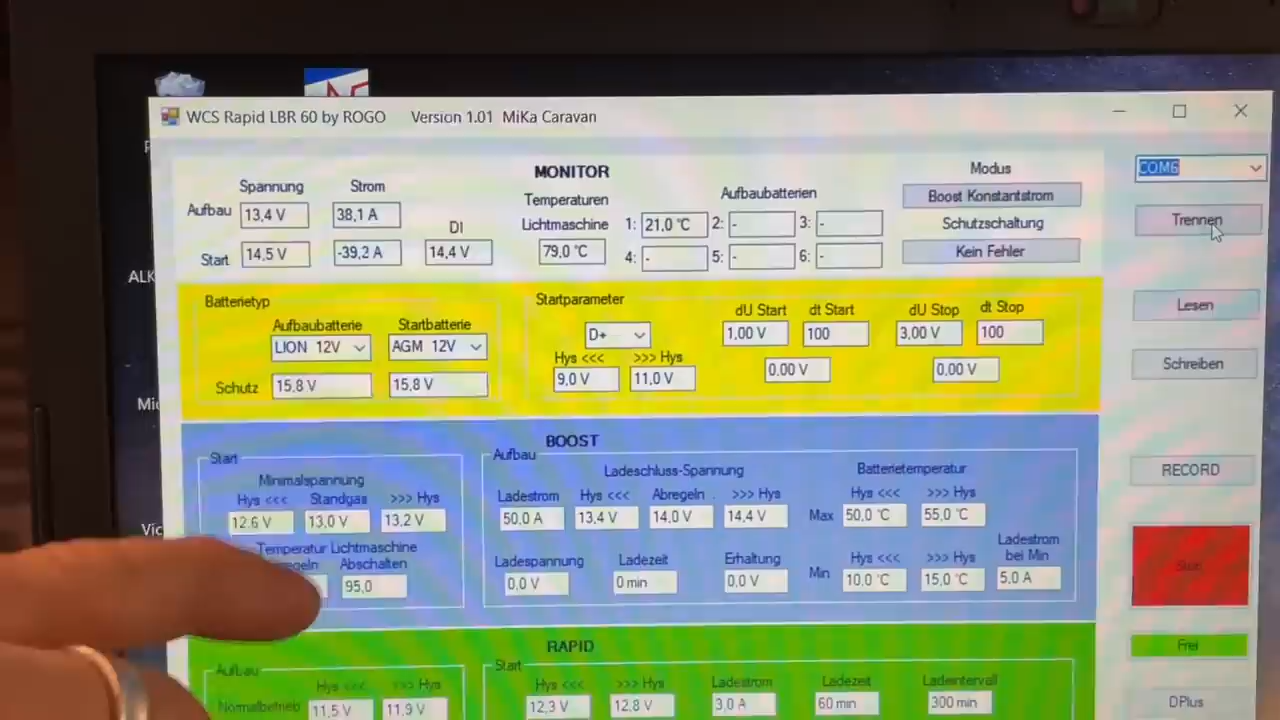 WCS Rapid LBR 60 by ROGO Version 1.01 MiKa Caravan
MONITOR
Spannung Strom
Aufbau 13,4 V 38,1 A
DI
Start 14,5 V -39,2 A 14,4 V
Temperaturen
Lichtmaschine
79,0 °C
Aufbaubatterien
1: 21,0 °C 2: - 3: -
4: - 5: - 6: -
Modus
Boost Konstantstrom
Schutzschaltung
Kein Fehler
COM6
Trennen
Lesen
Schreiben
RECORD
Frei
DPlus
Batterietyp
Aufbaubatterie Startbatterie
LION 12V AGM 12V
Schutz 15,8 V 15,8 V
Startparameter
D+
Hys <<< >>> Hys
9,0 V 11,0 V
dU Start dt Start dU Stop dt Stop
1,00 V 100 3,00 V 100
0,00 V 0,00 V
BOOST
Start
Minimalspannung
Hys <<< Standgas >>> Hys
12,6 V 13,0 V 13,2 V
Temperatur Lichtmaschine
Abschalten
95,0
Aufbau
Ladeschluss-Spannung
Ladestrom Hys <<< Abregeln >>> Hys
50,0 A 13,4 V 14,0 V 14,4 V
Ladespannung Ladezeit Erhaltung
0,0 V 0 min 0,0 V
Batterietemperatur
Hys <<< >>> Hys
Max 50,0 °C 55,0 °C
Ladestrom
bei Min
Hys <<< >>> Hys
Min 10,0 °C 15,0 °C 5,0 A
RAPID
Aufbau
Hys <<< >>> Hys
Normalbetrieb 11,5 V 11,9 V
Start
Hys <<< >>> Hys Ladestrom Ladezeit Ladeintervall
12,3 V 12,8 V 3,0 A 60 min 300 min